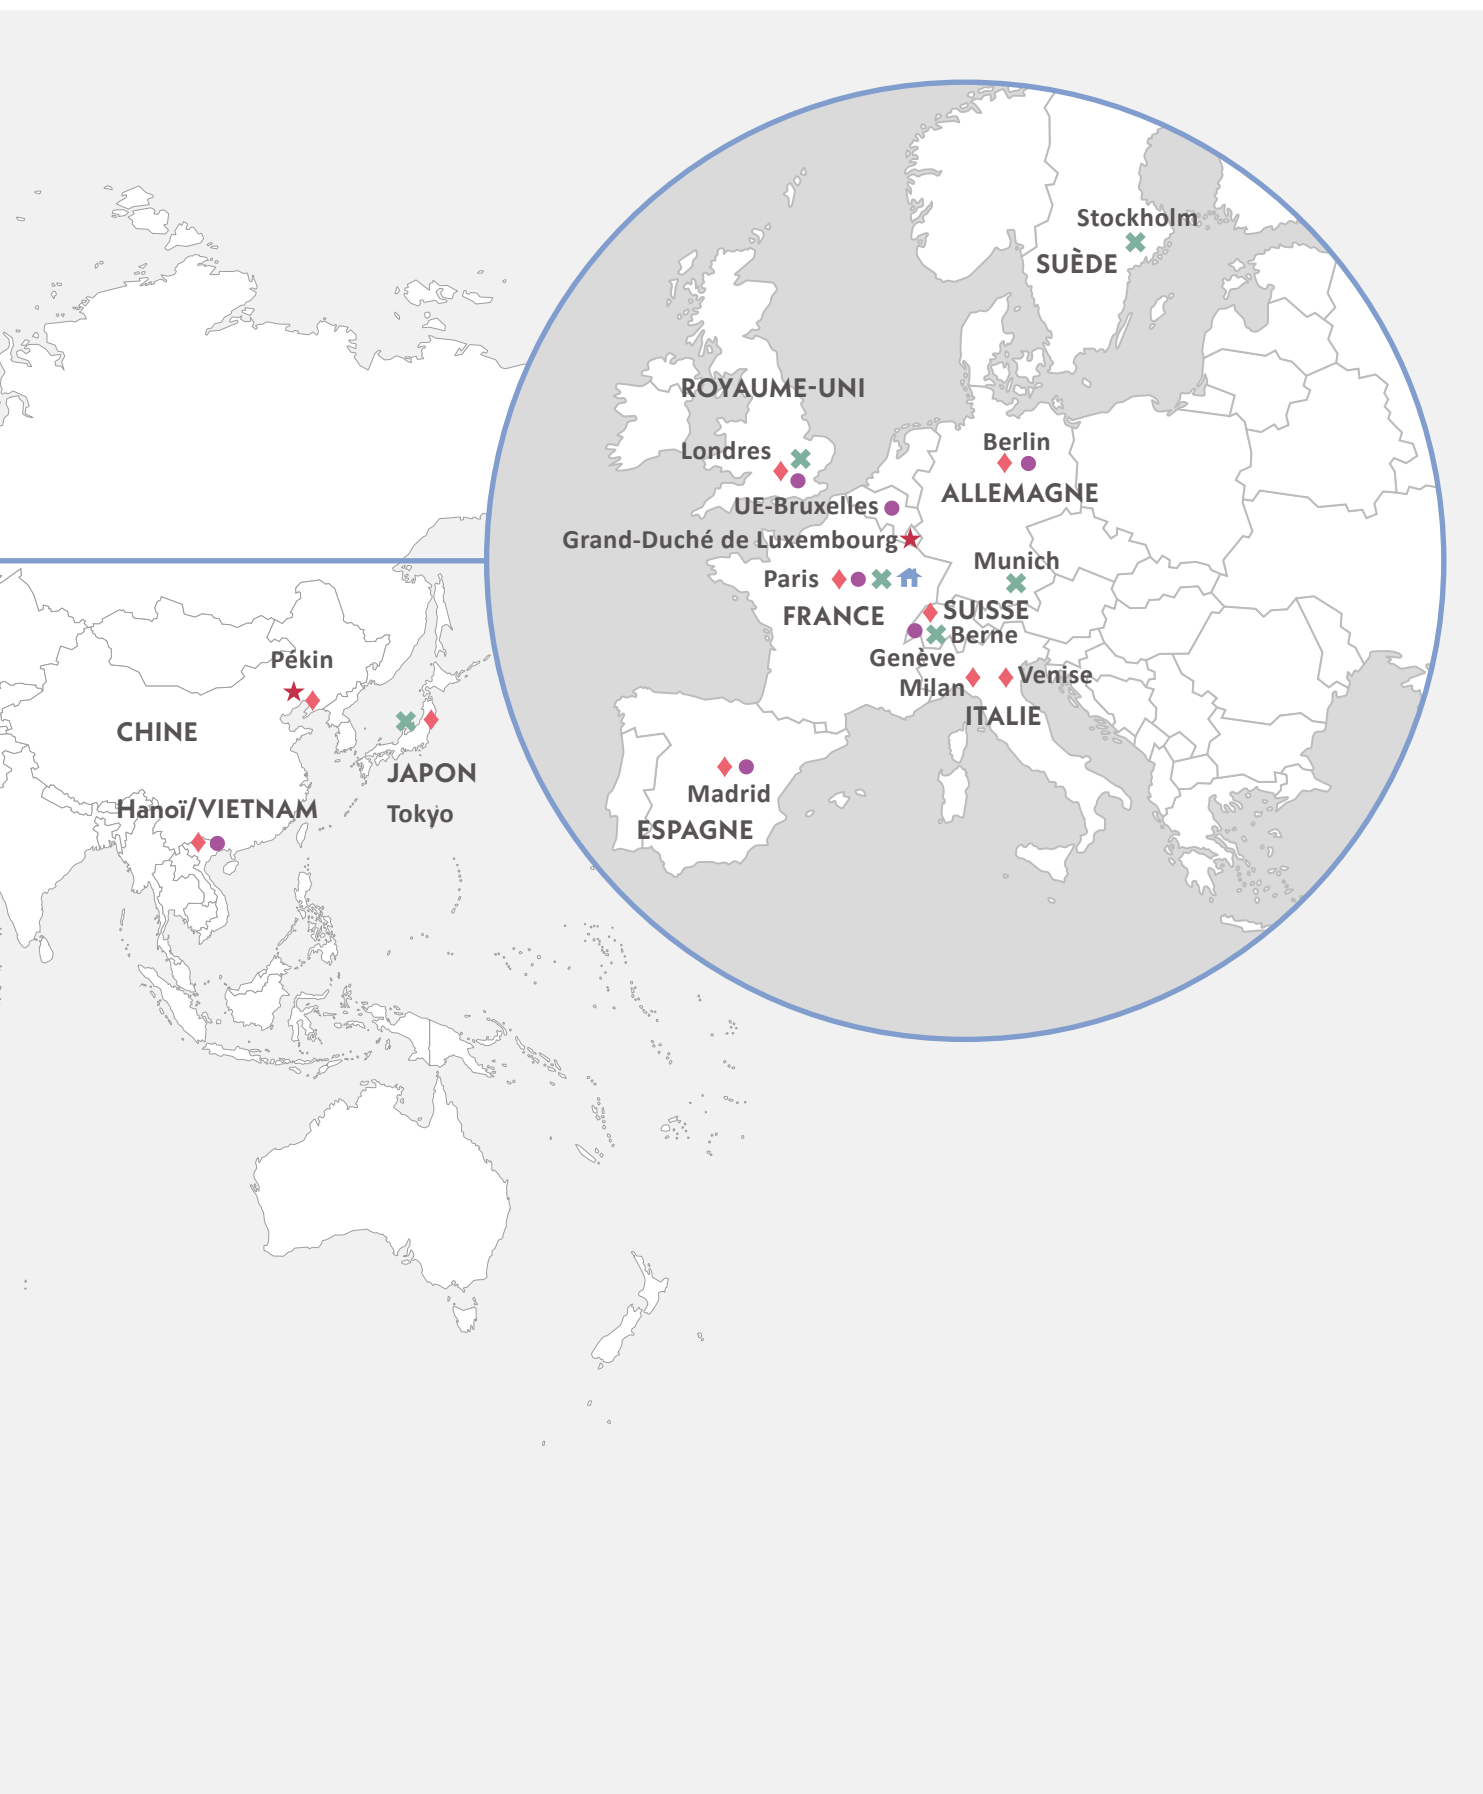 Stockholm
SUÈDE
ROYAUME-UNI
Londres
Berlin
ALLEMAGNE
UE-Bruxelles
Grand-Duché de Luxembourg
Munich
Paris
FRANCE
SUISSE
Berne
Genève
Milan
Venise
ITALIE
Madrid
ESPAGNE
Pékin
CHINE
JAPON
Tokyo
Hanoï/VIETNAM